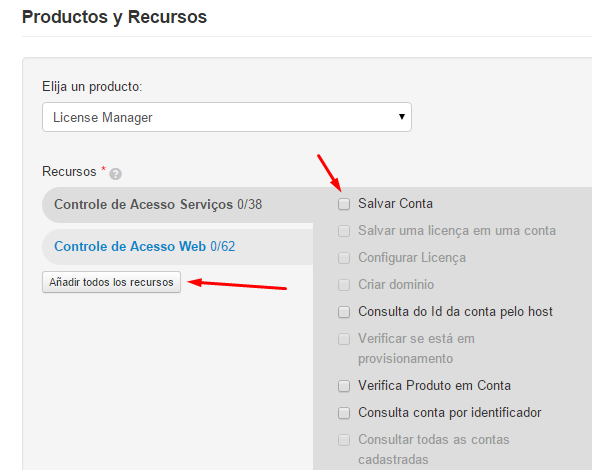 Productos y Recursos
Elija un producto:
License Manager
Recursos * ?
Controle de Acesso Serviços 0/38
Controle de Acesso Web 0/62
Añadir todos los recursos
Salvar Conta
Salvar uma licença em uma conta
Configurar Licença
Criar dominio
Consulta do Id da conta pelo host
Verificar se está em
provisionamento
Verifica Produto em Conta
Consulta conta por identificador
Consultar todas as contas
cadastradas